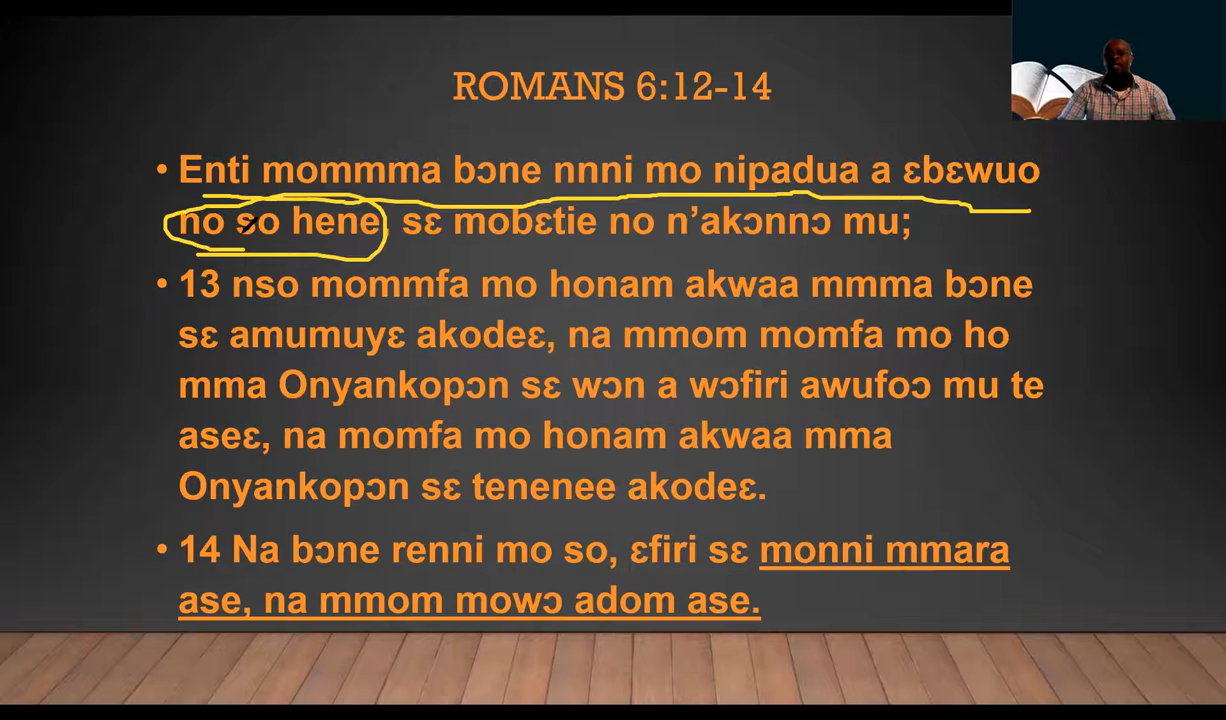 ROMANS 6:12-14
• Enti mommma bɔne nnni mo nipadua a ɛbɛwuo
no so hene, sɛ mobɛtie no n’akɔnnɔ mu;
• 13 nso mommfa mo honam akwaa mmma bɔne
sɛ amumuyɛ akodeɛ, na mmom momfa mo ho
mma Onyankopɔn sɛ wɔn a wɔfiri awufoɔ mu te
aseɛ, na momfa mo honam akwaa mma
Onyankopɔn sɛ tenenee akodeɛ.
• 14 Na bɔne renni mo so, ɛfiri sɛ monni mmara
ase, na mmom mowɔ adom ase.